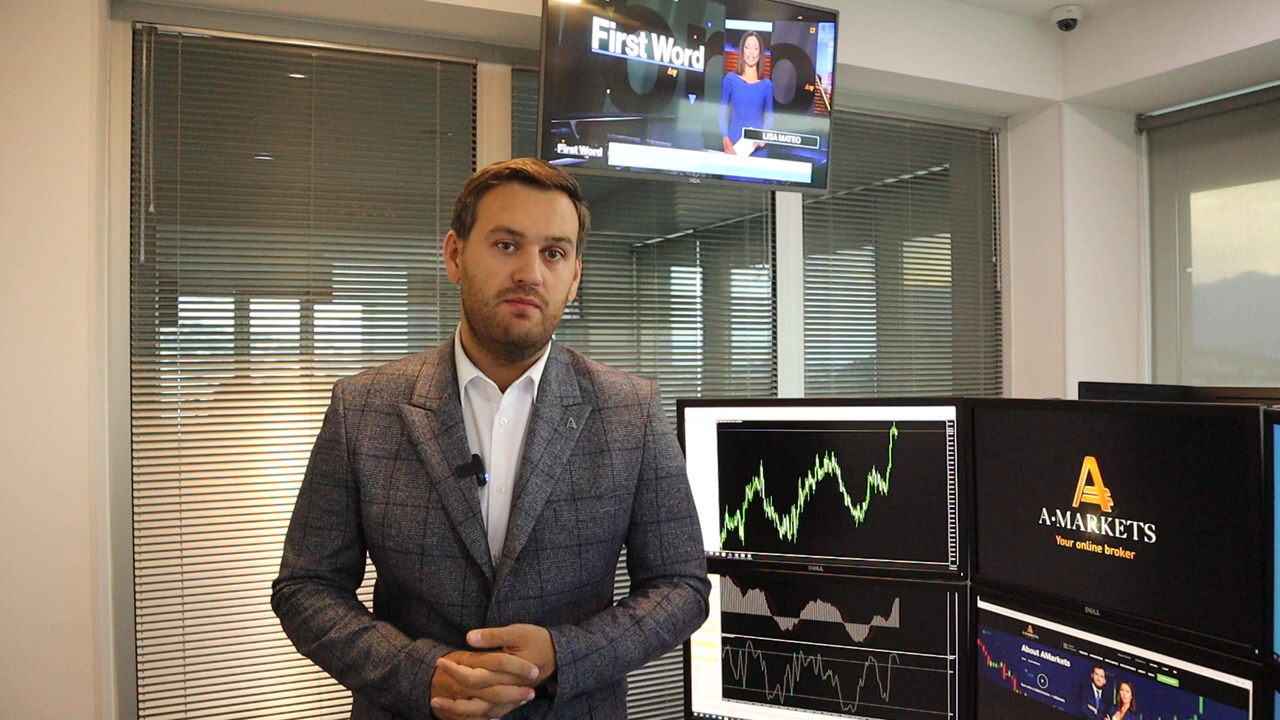 First Word
LISA MATEO
First Word
A
A·MARKETS
Your online broker
DELL
DELL
About AMarkets